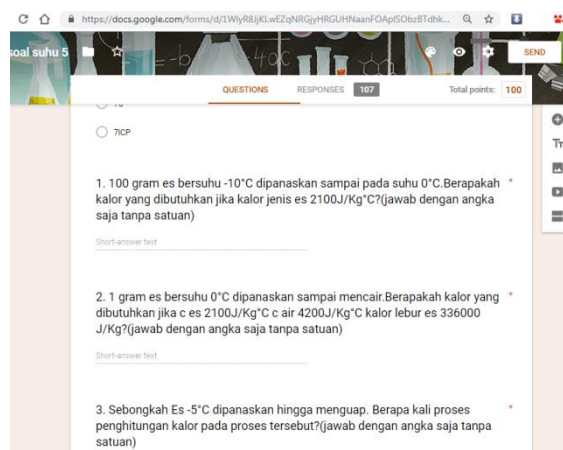 https://docs.google.com/forms/d/1WlyR8JjKLwEZqNRGjyHRGUHNaanFOAplSObz8Tdhk...
soal suhu 5
SEND
QUESTIONS RESPONSES 107 Total points: 100
7ICP
1. 100 gram es bersuhu -10°C dipanaskan sampai pada suhu 0°C.Berapakah *
kalor yang dibutuhkan jika kalor jenis es 2100J/Kg°C?(jawab dengan angka
saja tanpa satuan)
Short-answer text
2. 1 gram es bersuhu 0°C dipanaskan sampai mencair.Berapakah kalor yang *
dibutuhkan jika c es 2100J/Kg°C c air 4200J/Kg°C kalor lebur es 336000
J/Kg?(jawab dengan angka saja tanpa satuan)
Short-answer text
3. Sebongkah Es -5°C dipanaskan hingga menguap. Berapa kali proses *
penghitungan kalor pada proses tersebut?(jawab dengan angka saja tanpa
satuan)